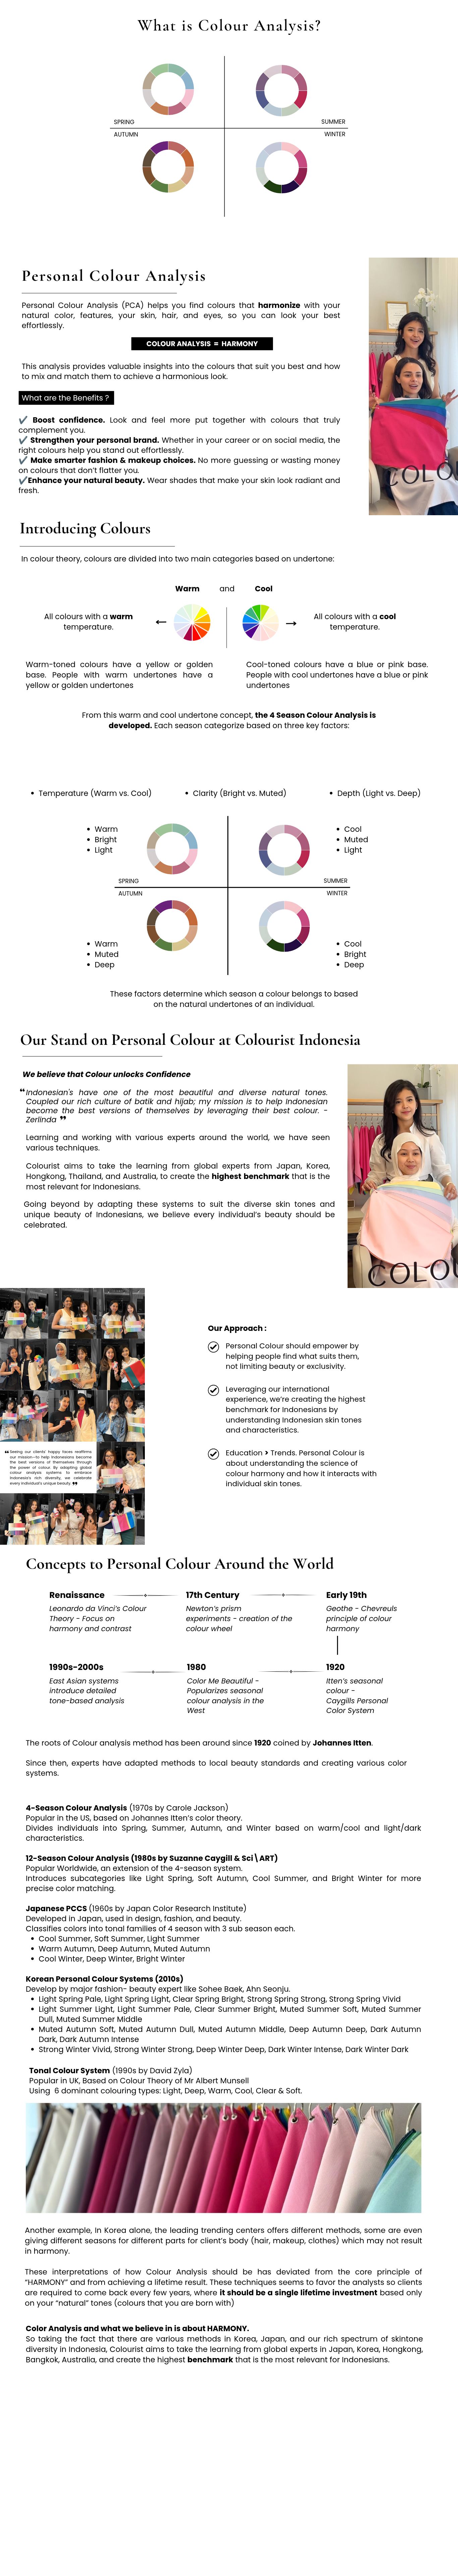 What is Colour Analysis?
SPRING
SUMMER
AUTUMN
WINTER
Personal Colour Analysis
Personal Colour Analysis (PCA) helps you find colours that harmonize with your
natural color, features, your skin, hair, and eyes, so you can look your best
effortlessly.
COLOUR ANALYSIS = HARMONY
This analysis provides valuable insights into the colours that suit you best and how
to mix and match them to achieve a harmonious look.
What are the Benefits ?
✔ Boost confidence. Look and feel more put together with colours that truly
complement you.
✔ Strengthen your personal brand. Whether in your career or on social media, the
right colours help you stand out effortlessly.
✔ Make smarter fashion & makeup choices. No more guessing or wasting money
on colours that don't flatter you.
✔Enhance your natural beauty. Wear shades that make your skin look radiant and
fresh.
COLOU
Introducing Colours
In colour theory, colours are divided into two main categories based on undertone:
Warm and Cool
All colours with a warm
temperature.
All colours with a cool
temperature.
Warm-toned colours have a yellow or golden
base. People with warm undertones have a
yellow or golden undertones
Cool-toned colours have a blue or pink base.
People with cool undertones have a blue or pink
undertones
From this warm and cool undertone concept, the 4 Season Colour Analysis is
developed. Each season categorize based on three key factors:
• Temperature (Warm vs. Cool)
• Clarity (Bright vs. Muted)
• Depth (Light vs. Deep)
• Warm
• Bright
• Light
• Cool
• Muted
• Light
SPRING
SUMMER
AUTUMN
WINTER
• Warm
• Muted
• Deep
• Cool
• Bright
• Deep
These factors determine which season a colour belongs to based
on the natural undertones of an individual.
Our Stand on Personal Colour at Colourist Indonesia
We believe that Colour unlocks Confidence
❝Indonesian's have one of the most beautiful and diverse natural tones.
Coupled our rich culture of batik and hijab; my mission is to help Indonesian
become the best versions of themselves by leveraging their best colour. -
Zerlinda ❞
Learning and working with various experts around the world, we have seen
various techniques.
Colourist aims to take the learning from global experts from Japan, Korea,
Hongkong, Thailand, and Australia, to create the highest benchmark that is the
most relevant for Indonesians.
Going beyond by adapting these systems to suit the diverse skin tones and
unique beauty of Indonesians, we believe every individual's beauty should be
celebrated.
COLOU
❝ Seeing our clients' happy faces reaffirms
our mission—to help Indonesians become
the best versions of themselves through
the power of colour. By adapting global
colour analysis systems to embrace
Indonesia's rich diversity, we celebrate
every individual's unique beauty. ❞
Our Approach :
Personal Colour should empower by
helping people find what suits them,
not limiting beauty or exclusivity.
Leveraging our international
experience, we're creating the highest
benchmark for Indonesians by
understanding Indonesian skin tones
and characteristics.
Education > Trends. Personal Colour is
about understanding the science of
colour harmony and how it interacts with
individual skin tones.
Concepts to Personal Colour Around the World
Renaissance
Leonardo da Vinci's Colour
Theory - Focus on
harmony and contrast
17th Century
Newton's prism
experiments - creation of the
colour wheel
Early 19th
Geothe - Chevreuls
principle of colour
harmony
1990s-2000s
East Asian systems
introduce detailed
tone-based analysis
1980
Color Me Beautiful -
Popularizes seasonal
colour analysis in the
West
1920
Itten's seasonal
colour -
Caygills Personal
Color System
The roots of Colour analysis method has been around since 1920 coined by Johannes Itten.
Since then, experts have adapted methods to local beauty standards and creating various color
systems.
4-Season Colour Analysis (1970s by Carole Jackson)
Popular in the US, based on Johannes Itten's color theory.
Divides individuals into Spring, Summer, Autumn, and Winter based on warm/cool and light/dark
characteristics.
12-Season Colour Analysis (1980s by Suzanne Caygill & Sci\ART)
Popular Worldwide, an extension of the 4-season system.
Introduces subcategories like Light Spring, Soft Autumn, Cool Summer, and Bright Winter for more
precise color matching.
Japanese PCCS (1960s by Japan Color Research Institute)
Developed in Japan, used in design, fashion, and beauty.
Classifies colors into tonal families of 4 season with 3 sub season each.
• Cool Summer, Soft Summer, Light Summer
• Warm Autumn, Deep Autumn, Muted Autumn
• Cool Winter, Deep Winter, Bright Winter
Korean Personal Colour Systems (2010s)
Develop by major fashion- beauty expert like Sohee Baek, Ahn Seonju.
• Light Spring Pale, Light Spring Light, Clear Spring Bright, Strong Spring Strong, Strong Spring Vivid
• Light Summer Light, Light Summer Pale, Clear Summer Bright, Muted Summer Soft, Muted Summer
Dull, Muted Summer Middle
• Muted Autumn Soft, Muted Autumn Dull, Muted Autumn Middle, Deep Autumn Deep, Dark Autumn
Dark, Dark Autumn Intense
• Strong Winter Vivid, Strong Winter Strong, Deep Winter Deep, Dark Winter Intense, Dark Winter Dark
Tonal Colour System (1990s by David Zyla)
Popular in UK, Based on Colour Theory of Mr Albert Munsell
Using 6 dominant colouring types: Light, Deep, Warm, Cool, Clear & Soft.
Another example, In Korea alone, the leading trending centers offers different methods, some are even
giving different seasons for different parts for client's body (hair, makeup, clothes) which may not result
in harmony.
These interpretations of how Colour Analysis should be has deviated from the core principle of
"HARMONY" and from achieving a lifetime result. These techniques seems to favor the analysts so clients
are required to come back every few years, where it should be a single lifetime investment based only
on your "natural" tones (colours that you are born with)
Color Analysis and what we believe in is about HARMONY.
So taking the fact that there are various methods in Korea, Japan, and our rich spectrum of skintone
diversity in Indonesia, Colourist aims to take the learning from global experts in Japan, Korea, Hongkong,
Bangkok, Australia, and create the highest benchmark that is the most relevant for Indonesians.